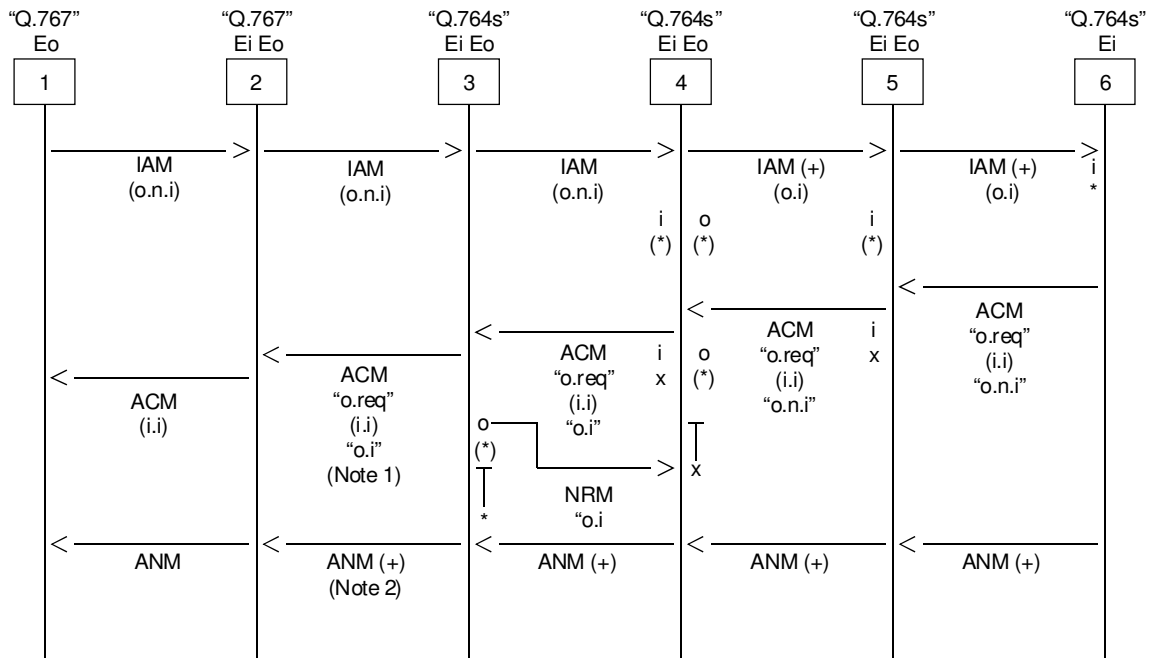 “Q.767” “Q.767” “Q.764s” “Q.764s” “Q.764s” “Q.764s”
Eo Ei Eo Ei Eo Ei Eo Ei Eo Ei
1 2 3 4 5 6
IAM IAM IAM IAM (+) IAM (+) i
(o.n.i) (o.n.i) (o.n.i) (o.i) (o.i) *
i o i
(*) (*) (*)
ACM
“o.req”
(i.i)
“o.n.i”
ACM i
“o.req” x
(i.i)
“o.n.i”
ACM i o
“o.req” x (*)
(i.i)
“o.i”
ACM
“o.req”
(i.i)
“o.i”
(Note 1)
ACM
(i.i)
o
(*)
x
*
NRM
“o.i
ANM ANM (+) ANM (+) ANM (+) ANM (+)
(Note 2)